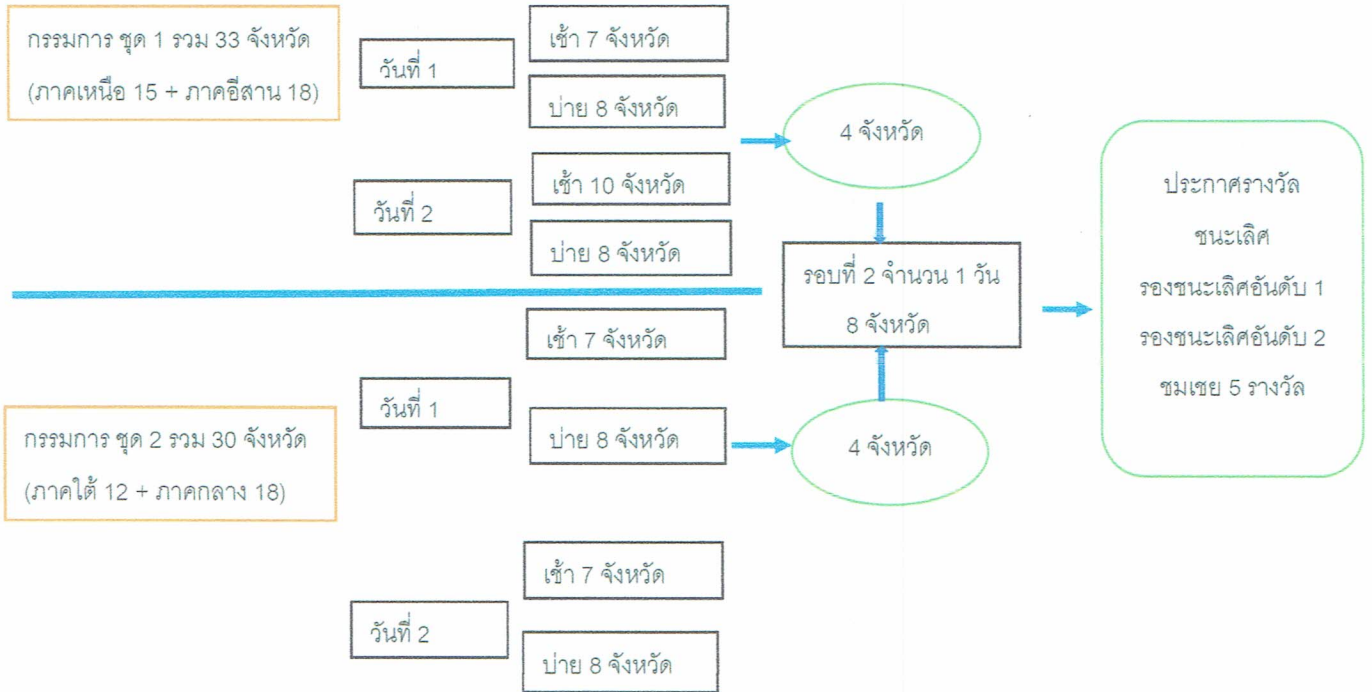 กรรมการ ชุด 1 รวม 33 จังหวัด
(ภาคเหนือ 15 + ภาคอีสาน 18)
วันที่ 1
เช้า 7 จังหวัด
บ่าย 8 จังหวัด
วันที่ 2
เช้า 10 จังหวัด
บ่าย 8 จังหวัด
4 จังหวัด
กรรมการ ชุด 2 รวม 30 จังหวัด
(ภาคใต้ 12 + ภาคกลาง 18)
วันที่ 1
เช้า 7 จังหวัด
บ่าย 8 จังหวัด
วันที่ 2
เช้า 7 จังหวัด
บ่าย 8 จังหวัด
4 จังหวัด
รอบที่ 2 จำนวน 1 วัน
8 จังหวัด
ประกาศรางวัล
ชนะเลิศ
รองชนะเลิศอันดับ 1
รองชนะเลิศอันดับ 2
ชมเชย 5 รางวัล